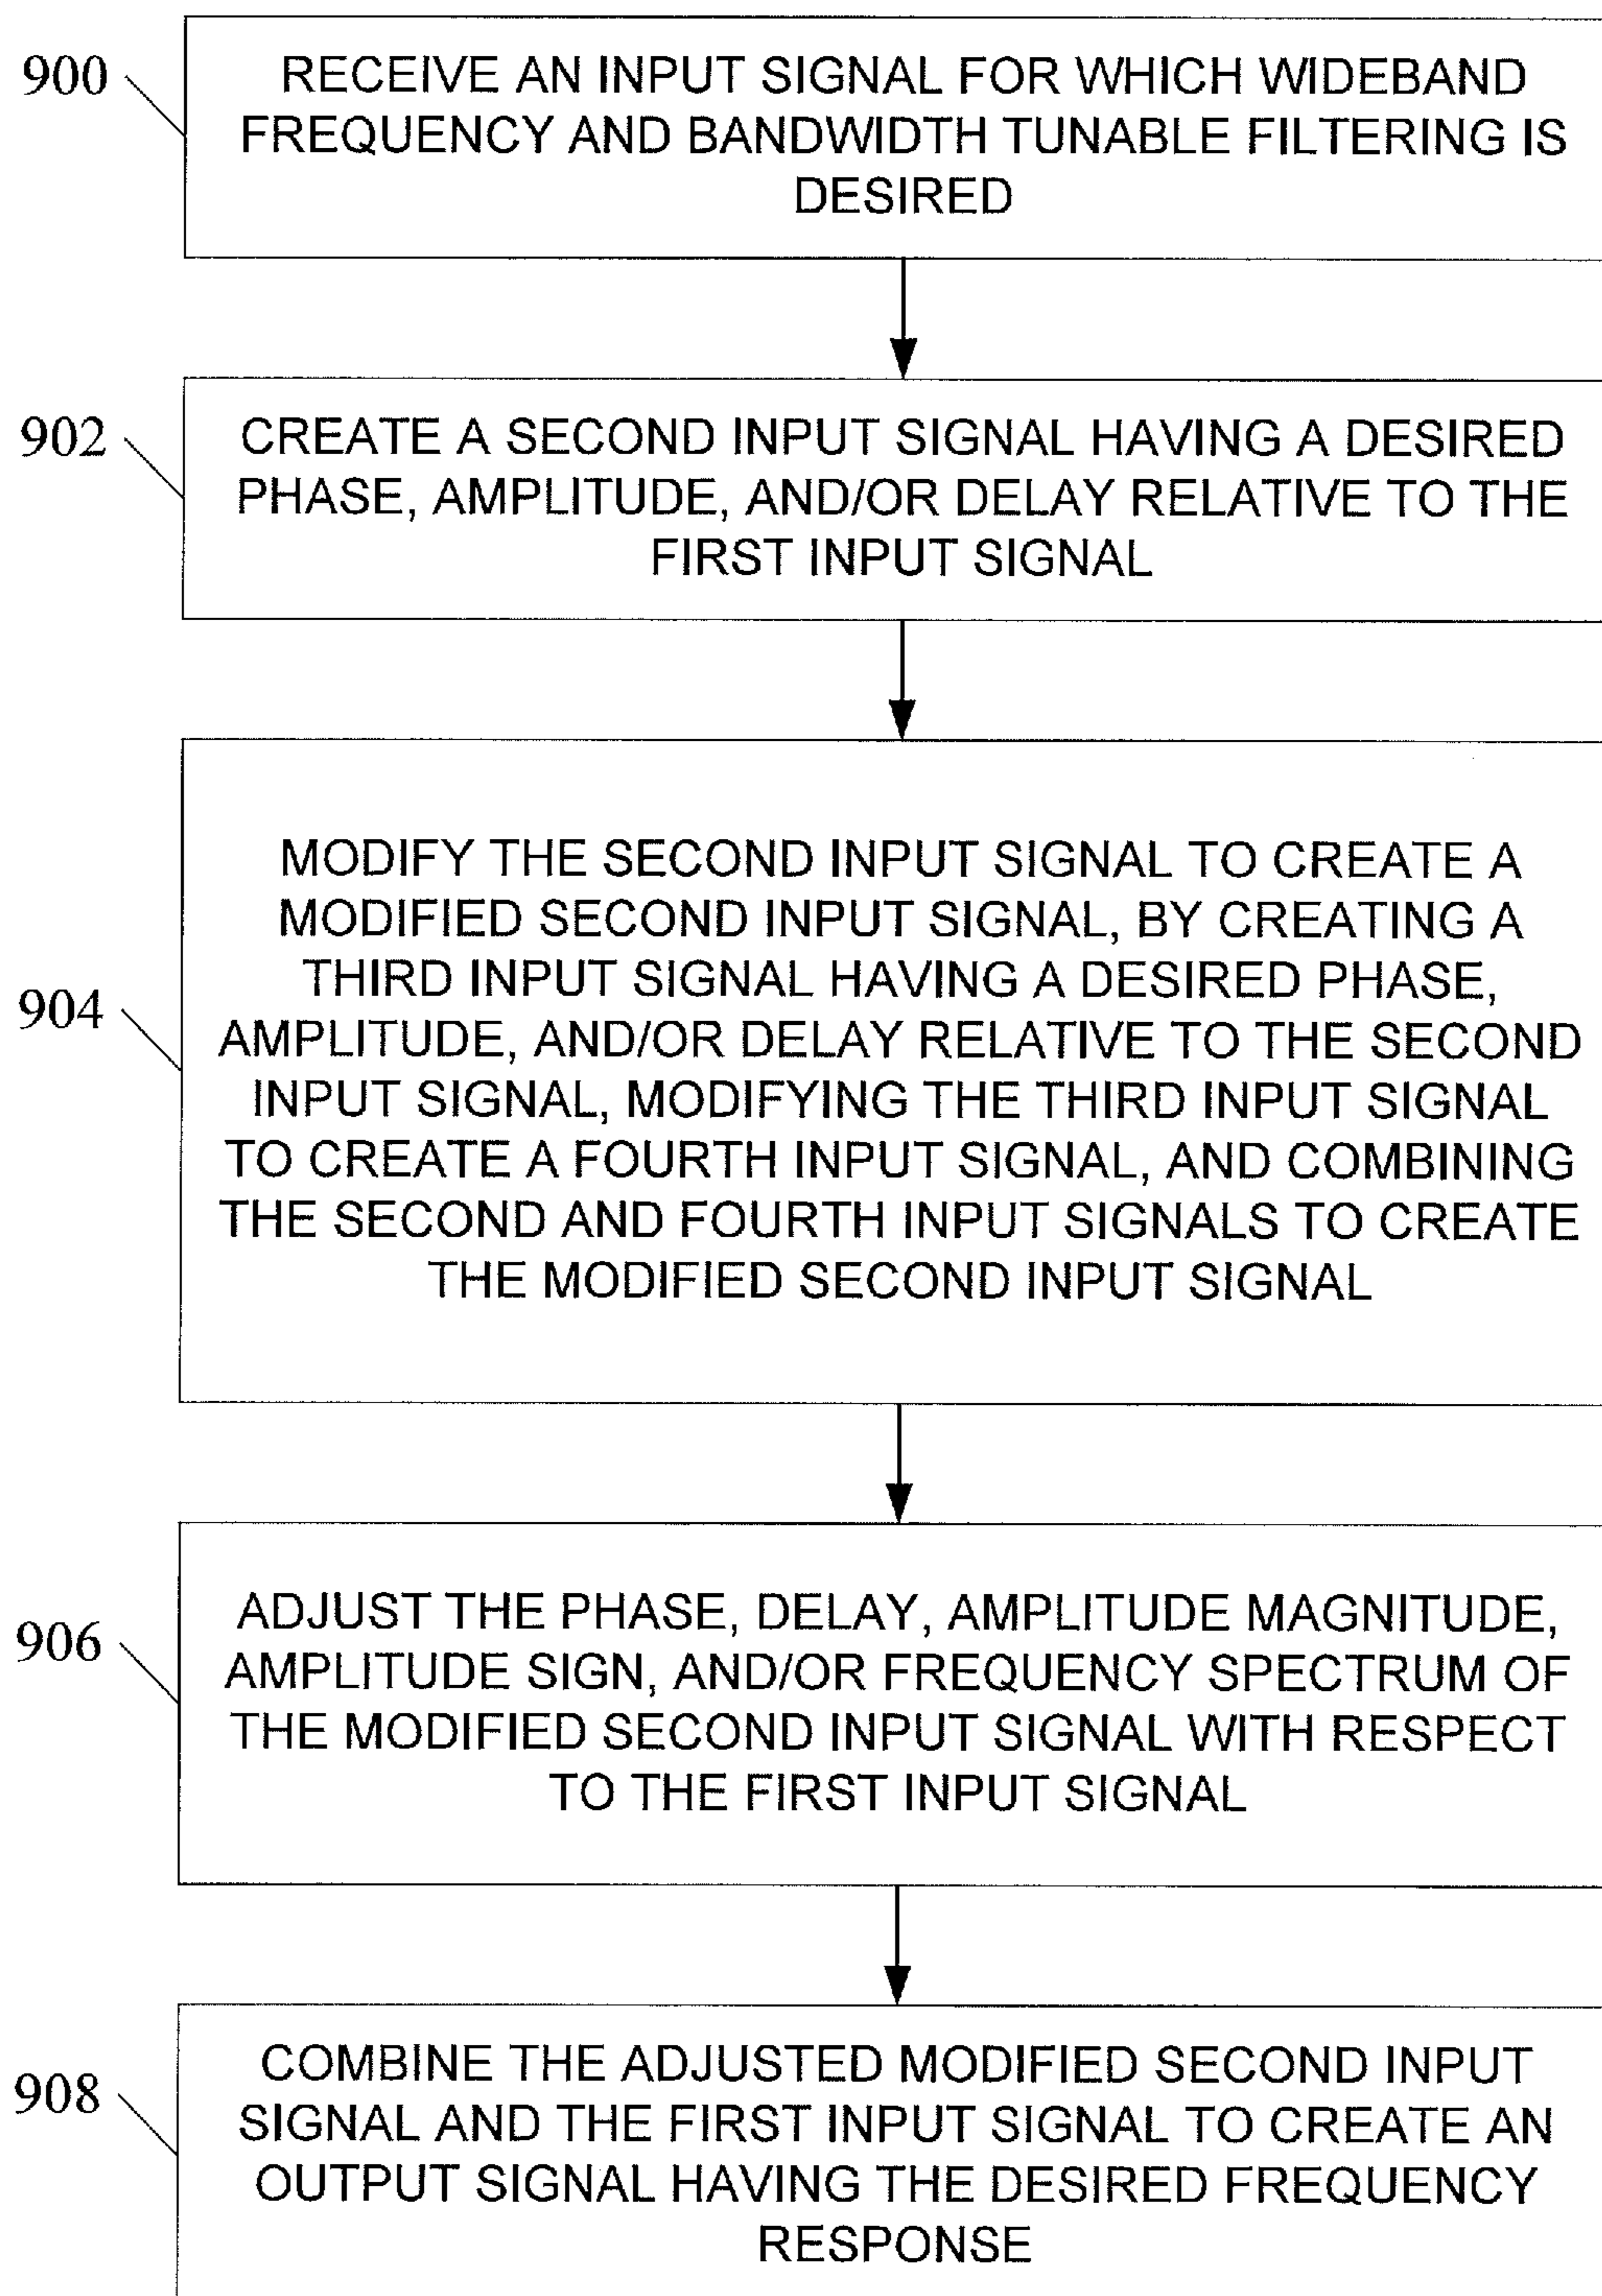 900
RECEIVE AN INPUT SIGNAL FOR WHICH WIDEBAND
FREQUENCY AND BANDWIDTH TUNABLE FILTERING IS
DESIRED
902
CREATE A SECOND INPUT SIGNAL HAVING A DESIRED
PHASE, AMPLITUDE, AND/OR DELAY RELATIVE TO THE
FIRST INPUT SIGNAL
904
MODIFY THE SECOND INPUT SIGNAL TO CREATE A
MODIFIED SECOND INPUT SIGNAL, BY CREATING A
THIRD INPUT SIGNAL HAVING A DESIRED PHASE,
AMPLITUDE, AND/OR DELAY RELATIVE TO THE SECOND
INPUT SIGNAL, MODIFYING THE THIRD INPUT SIGNAL
TO CREATE A FOURTH INPUT SIGNAL, AND COMBINING
THE SECOND AND FOURTH INPUT SIGNALS TO CREATE
THE MODIFIED SECOND INPUT SIGNAL
906
ADJUST THE PHASE, DELAY, AMPLITUDE MAGNITUDE,
AMPLITUDE SIGN, AND/OR FREQUENCY SPECTRUM OF
THE MODIFIED SECOND INPUT SIGNAL WITH RESPECT
TO THE FIRST INPUT SIGNAL
908
COMBINE THE ADJUSTED MODIFIED SECOND INPUT
SIGNAL AND THE FIRST INPUT SIGNAL TO CREATE AN
OUTPUT SIGNAL HAVING THE DESIRED FREQUENCY
RESPONSE